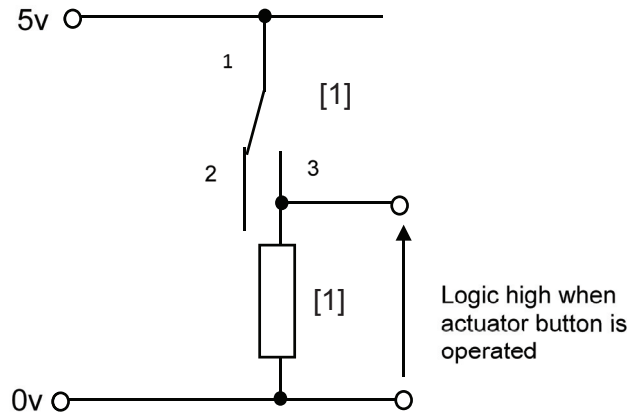 5v
1
[1]
2
3
[1]
Logic high when
actuator button is
operated
0v